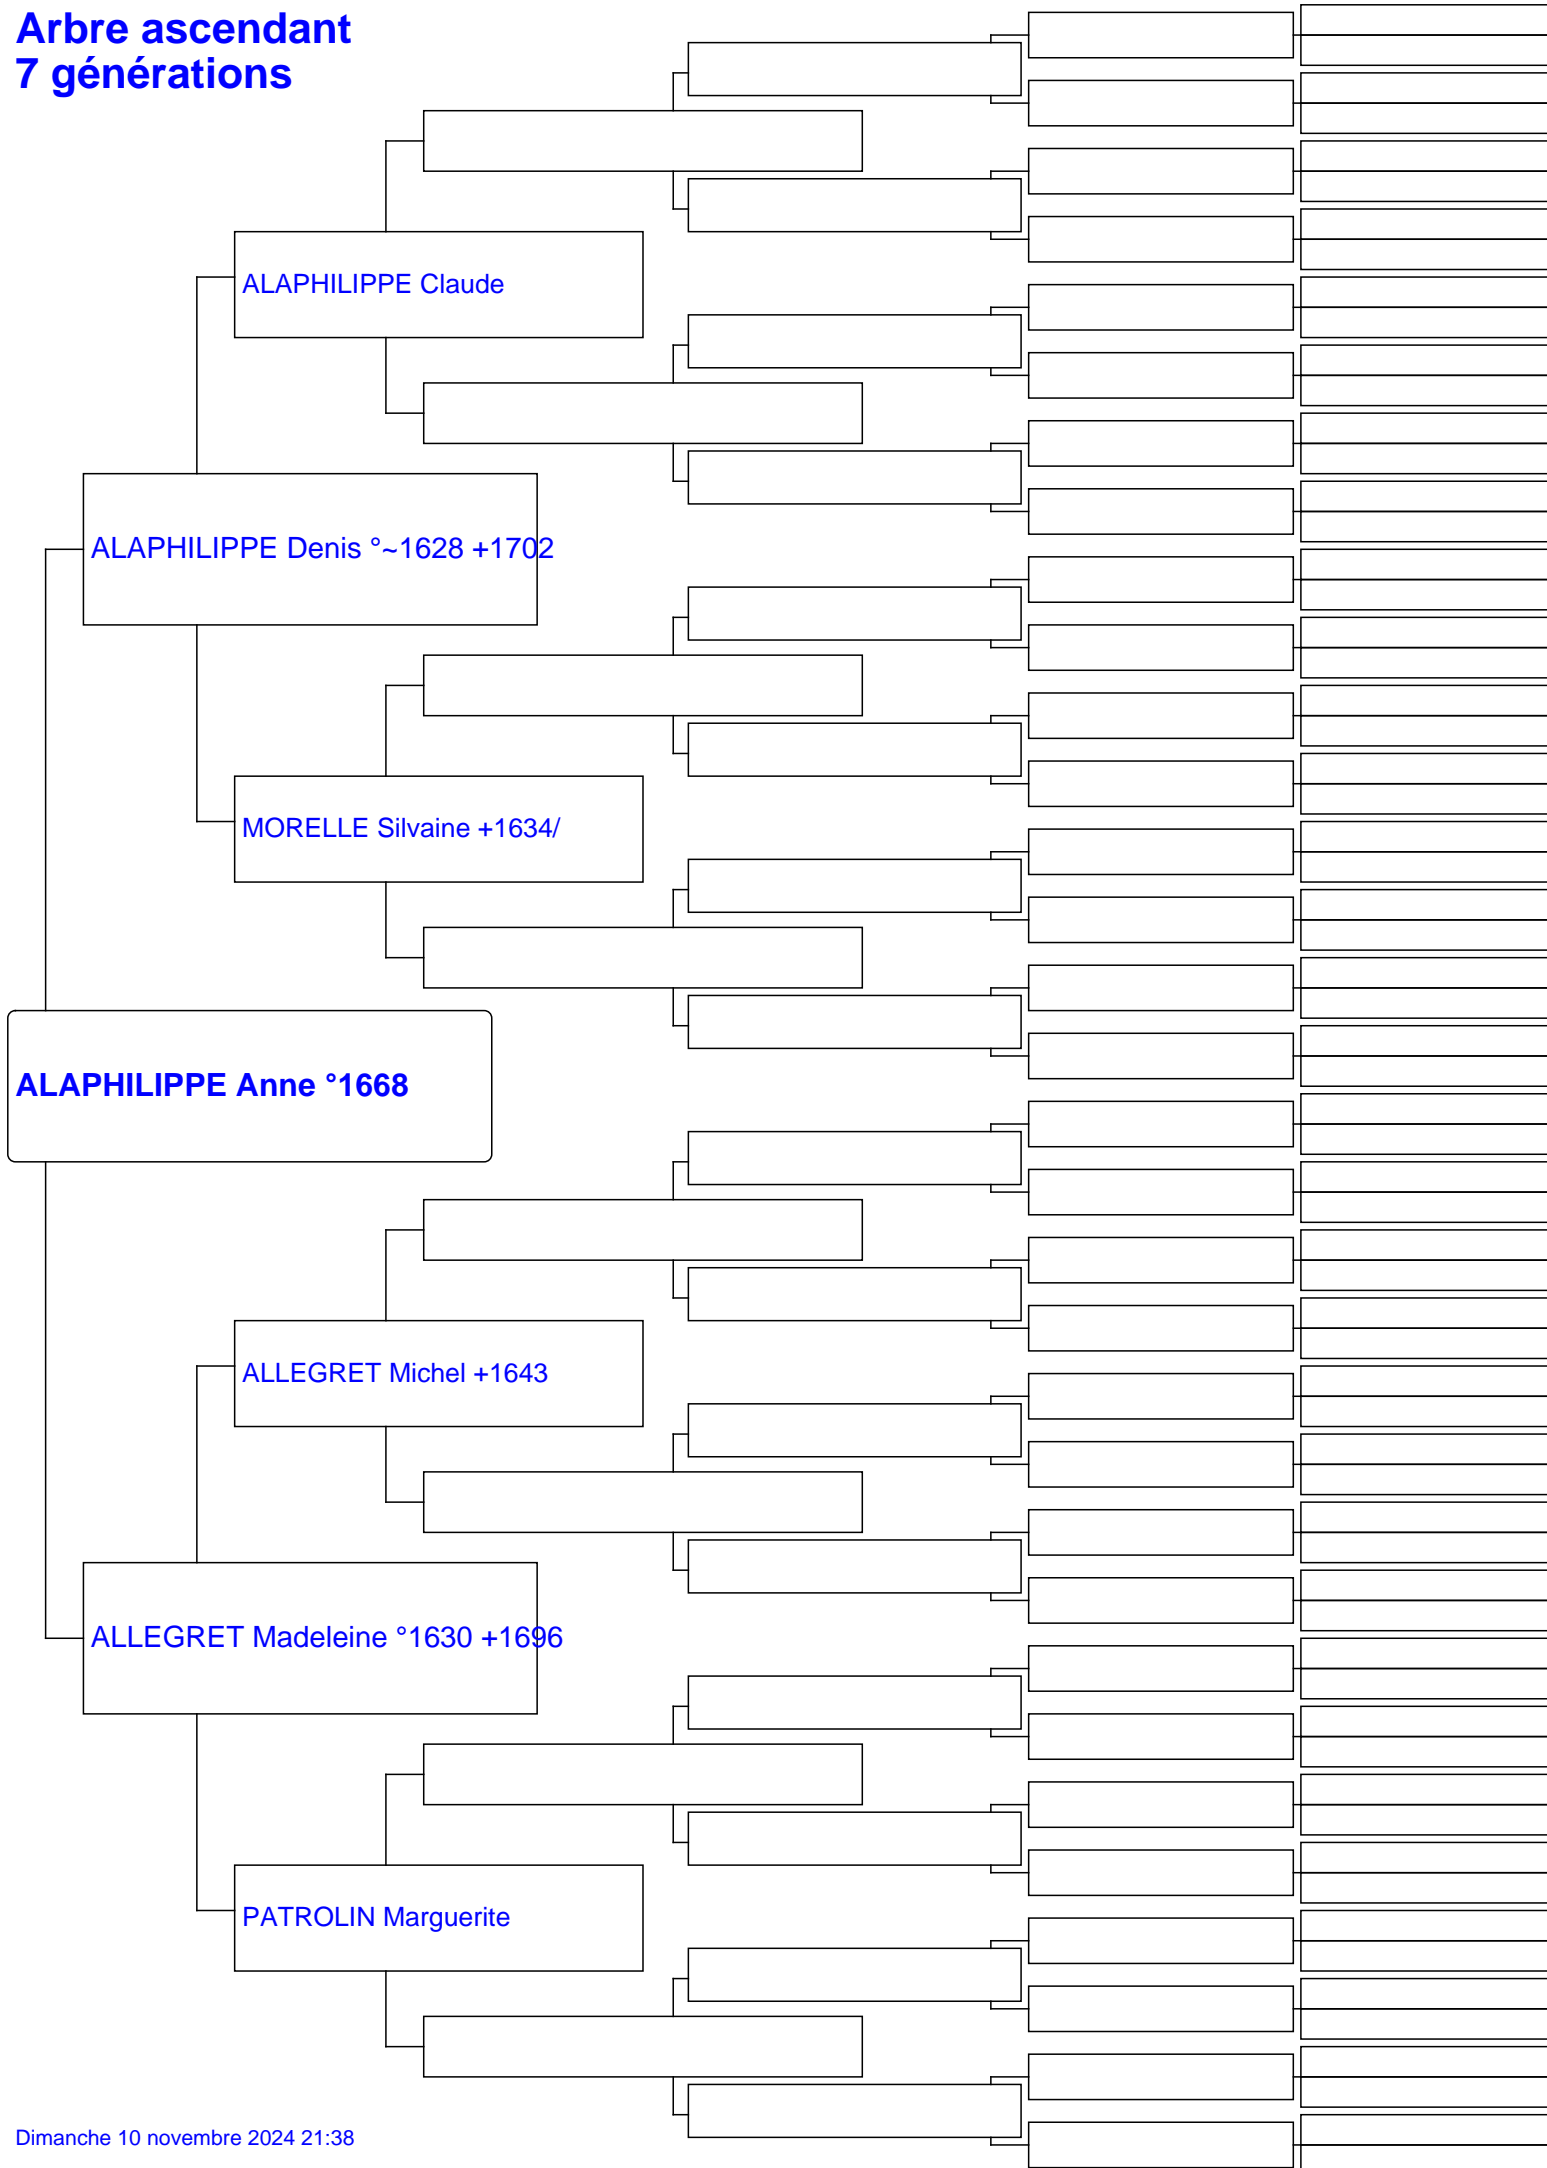 Arbre ascendant
7 générations
ALAPHILIPPE Claude
ALAPHILIPPE Denis °~1628 +1702
MORELLE Silvaine +1634/
ALAPHILIPPE Anne °1668
ALLEGRET Michel +1643
ALLEGRET Madeleine °1630 +1696
PATROLIN Marguerite
Dimanche 10 novembre 2024 21:38